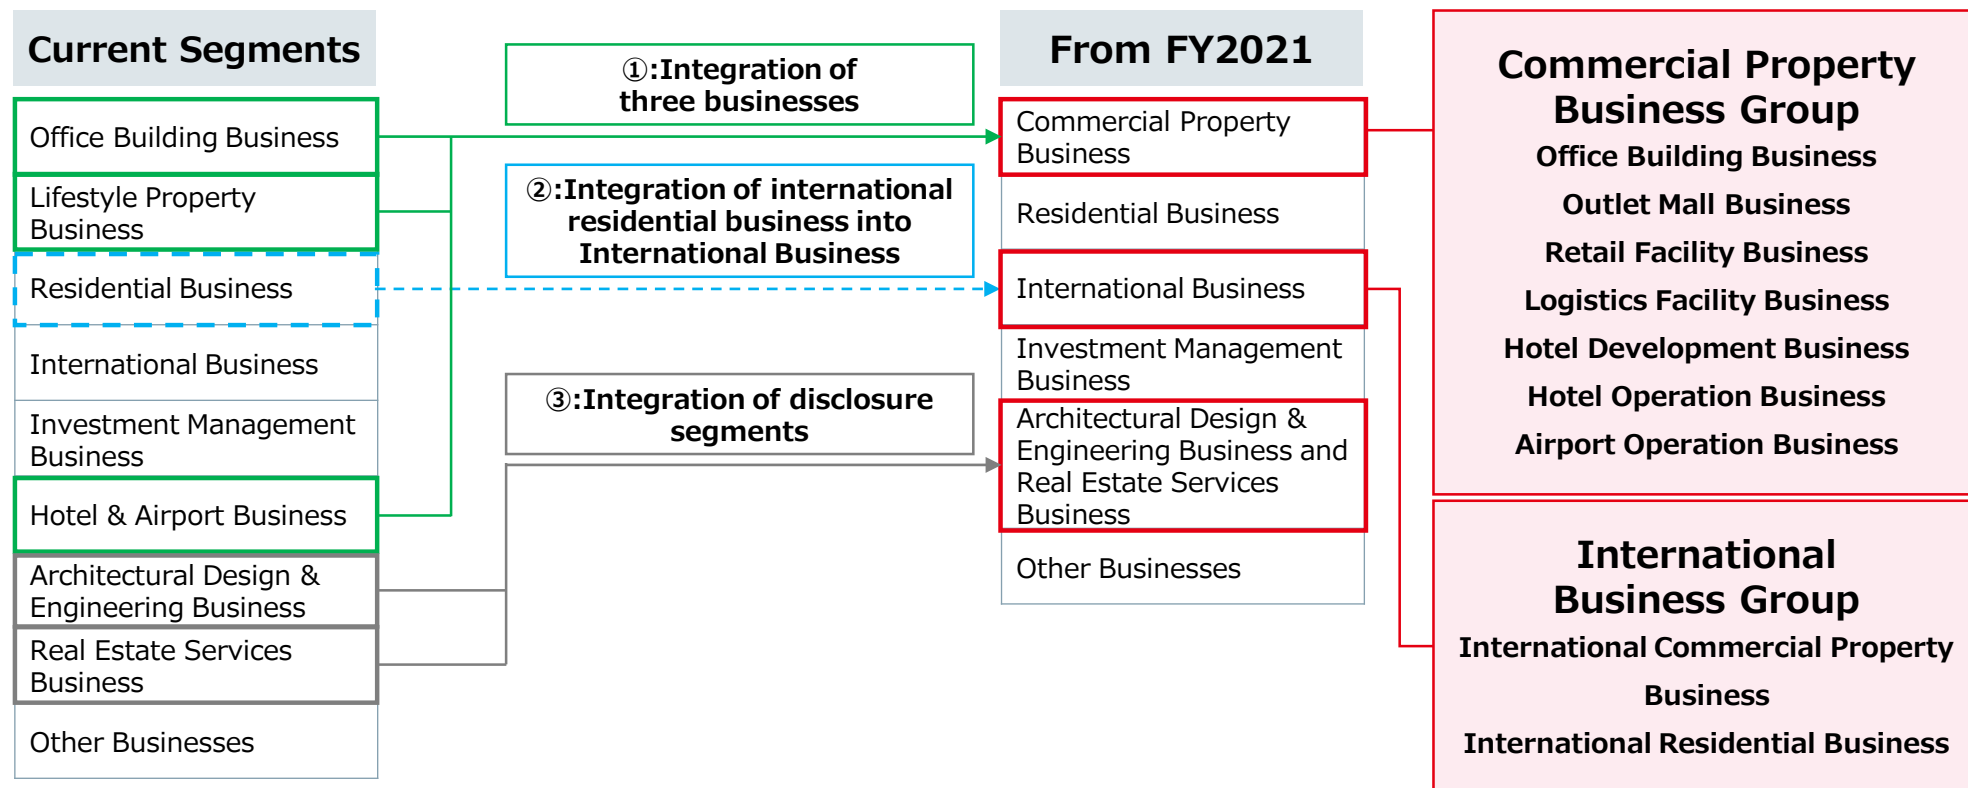 Current Segments
Office Building Business
Lifestyle Property
Business
Residential Business
International Business
Investment Management
Business
Hotel & Airport Business
Architectural Design &
Engineering Business
Real Estate Services
Business
Other Businesses
①:Integration of
three businesses
②:Integration of international
residential business into
International Business
③:Integration of disclosure
segments
From FY2021
Commercial Property
Business
Residential Business
International Business
Investment Management
Business
Architectural Design &
Engineering Business and
Real Estate Services
Business
Other Businesses
Commercial Property
Business Group
Office Building Business
Outlet Mall Business
Retail Facility Business
Logistics Facility Business
Hotel Development Business
Hotel Operation Business
Airport Operation Business
International
Business Group
International Commercial Property
Business
International Residential Business